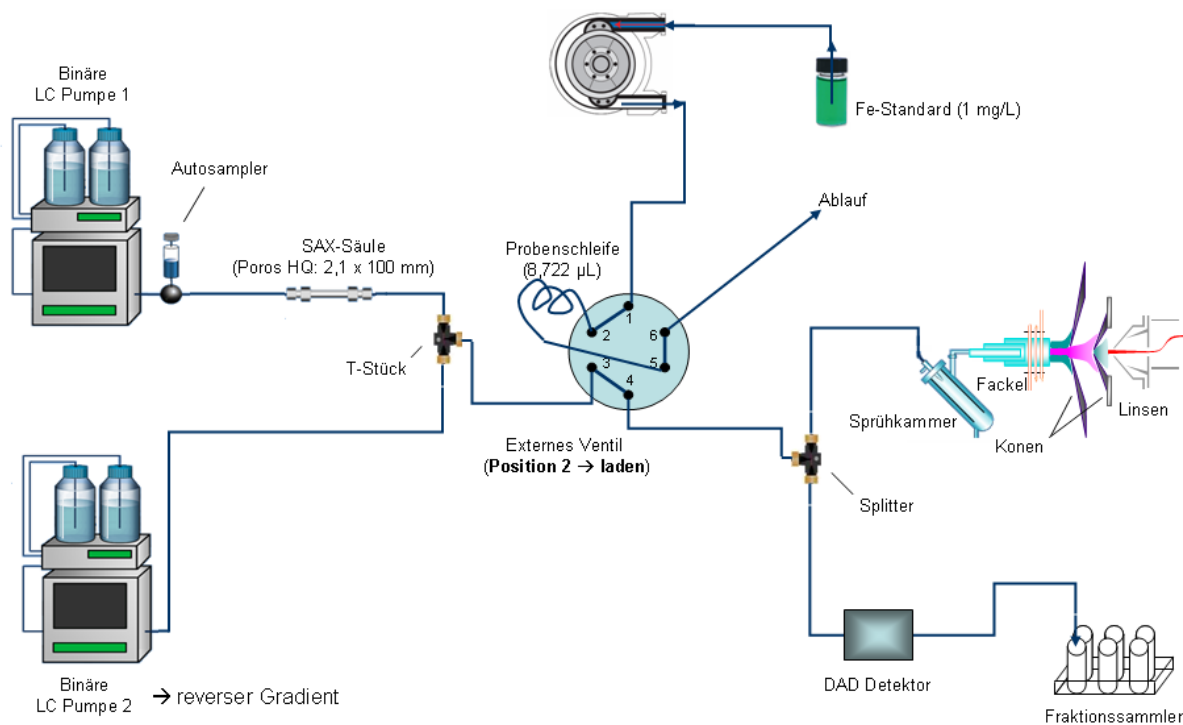 Binäre
LC Pumpe 1
Autosampler
SAX-Säule
(Poros HQ: 2,1 x 100 mm)
T-Stück
Fe-Standard (1 mg/L)
Ablauf
Probenschleife
(8,722 µL)
1
2
6
3
5
4
Externes Ventil
(Position 2 → laden)
Fackel
Linsen
Sprühkammer
Konen
Splitter
DAD Detektor
Fraktionssammler
Binäre
LC Pumpe 2
→ reverser Gradient